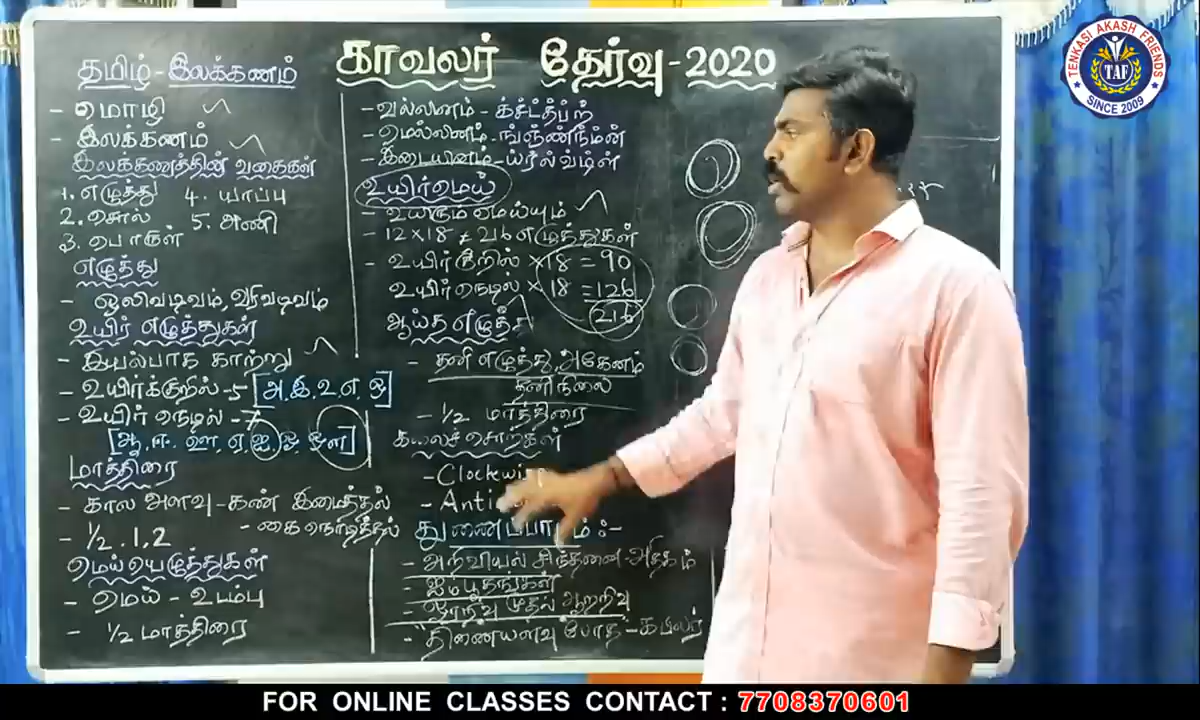 காவலர் தேர்வு-2020
தமிழ்-இலக்கணம்
- மொழி
- இலக்கணம்
இலக்கணத்தின் வகைகள்
1. எழுத்து 4. யாப்பு
2. சொல் 5. அணி
3. பொருள்
எழுத்து
- ஒலிவடிவம், வரிவடிவம்
உயிர் எழுத்துகள்
- இயல்பாக காற்று
- உயிர்க்குறில் -5 [அ.இ.உ.எ.ஒ]
- உயிர் நெடில் -7
[ஆ.ஈ.ஊ.ஏ.ஐ.ஓ.ஔ]
மாத்திரை
- கால அளவு - கண் இமைத்தல்
- கை நொடித்தல்
- ½ . 1, 2
மெய்யெழுத்துகள்
- மெய் - உடம்பு
- ½ மாத்திரை
- வல்லினம் - க்ச்ட்த்ப்ற்
- மெல்லினம் - ங்ஞ்ண்ந்ம்ன்
- இடையினம் - ய்ர்ல்வ்ழ்ள்
உயிர்மெய்
- உயிரும் மெய்யும்
- 12×18 = 216 எழுத்துகள்
- உயிர்குறில் ×18 = 90
உயிர்நெடில் × 18 = 126
216
ஆய்த எழுத்து
- தனி எழுத்து, அஃகேனம்
தனிநிலை
- ½ மாத்திரை
கலைச் சொற்கள்
- Clockwise
- Anti
துணைப்பாடம் :-
- அறிவியல் சிந்தனை - அதிகம்
- ஐம்பூதங்கள்
- ஓரறிவு முதல் ஆறறிவு
- "தினையளவு போதா" - கபிலர்
TENKASI AKASH FRIENDS
TAF
SINCE 2009
FOR ONLINE CLASSES CONTACT : 7708370601